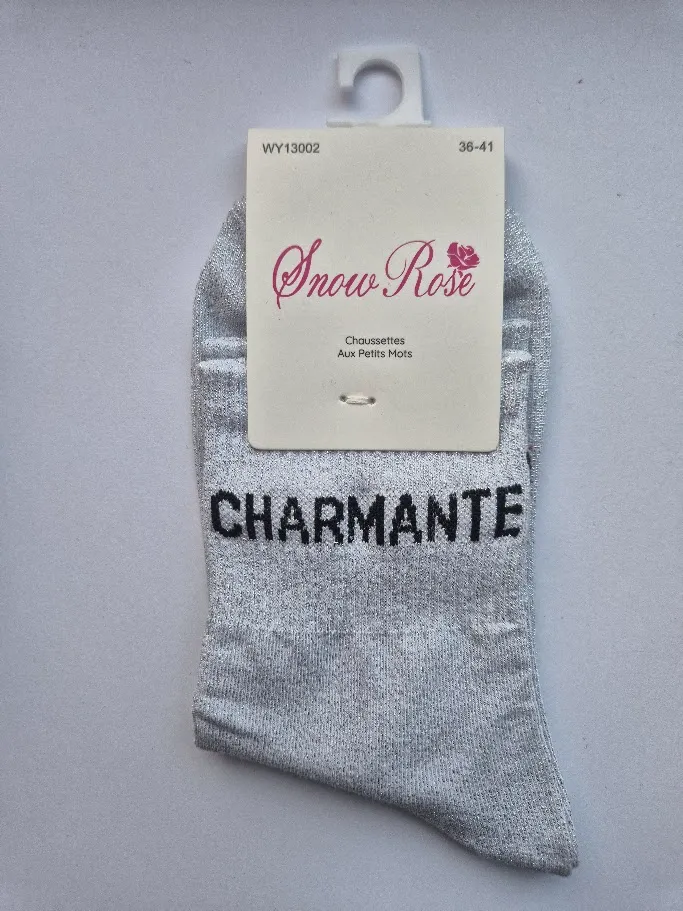 WY13002 36-41
Snow Rose
Chaussettes
Aux Petits Mots
CHARMANTE